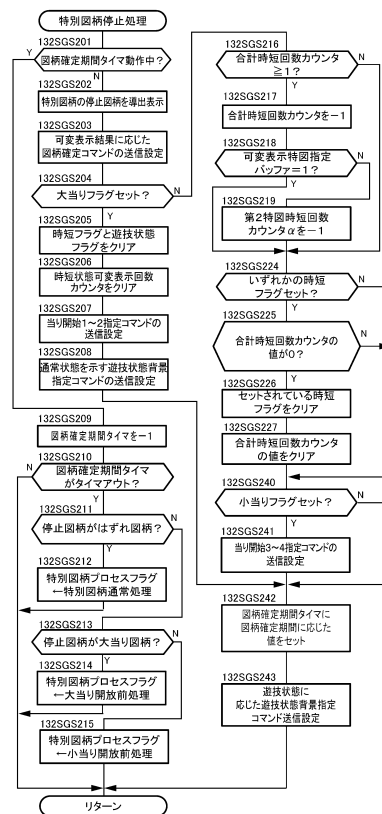 特別図柄停止処理
132SGS201
Y
図柄確定期間タイマ動作中?
N
132SGS202
特別図柄の停止図柄を導出表示
132SGS203
可変表示結果に応じた
図柄確定コマンドの送信設定
132SGS204
大当りフラグセット?
N
Y
132SGS205
時短フラグと遊技状態
フラグをクリア
132SGS206
時短状態可変表示回数
カウンタをクリア
132SGS207
当り開始1~2指定コマンドの
送信設定
132SGS208
通常状態を示す遊技状態背景
指定コマンドの送信設定
132SGS209
図柄確定期間タイマを−1
132SGS210
図柄確定期間タイマ
がタイマアウト?
N
Y
132SGS211
停止図柄がはずれ図柄?
N
Y
132SGS212
特別図柄プロセスフラグ
←特別図柄通常処理
132SGS213
停止図柄が大当り図柄?
N
Y
132SGS214
特別図柄プロセスフラグ
←大当り開放前処理
132SGS215
特別図柄プロセスフラグ
←小当り開放前処理
リターン
132SGS216
合計時短回数カウンタ
≧1?
N
Y
132SGS217
合計時短回数カウンタを−1
132SGS218
可変表示特図指定
バッファ=1?
N
Y
132SGS219
第2特図時短回数
カウンタαを−1
132SGS224
いずれかの時短
フラグセット?
N
Y
132SGS225
合計時短回数カウンタの
値が0?
N
Y
132SGS226
セットされている時短
フラグをクリア
132SGS227
合計時短回数カウンタ
の値をクリア
132SGS240
小当りフラグセット?
N
Y
132SGS241
当り開始3~4指定コマンドの
送信設定
132SGS242
図柄確定期間タイマに
図柄確定期間に応じた
値をセット
132SGS243
遊技状態に
応じた遊技状態背景指定
コマンド送信設定